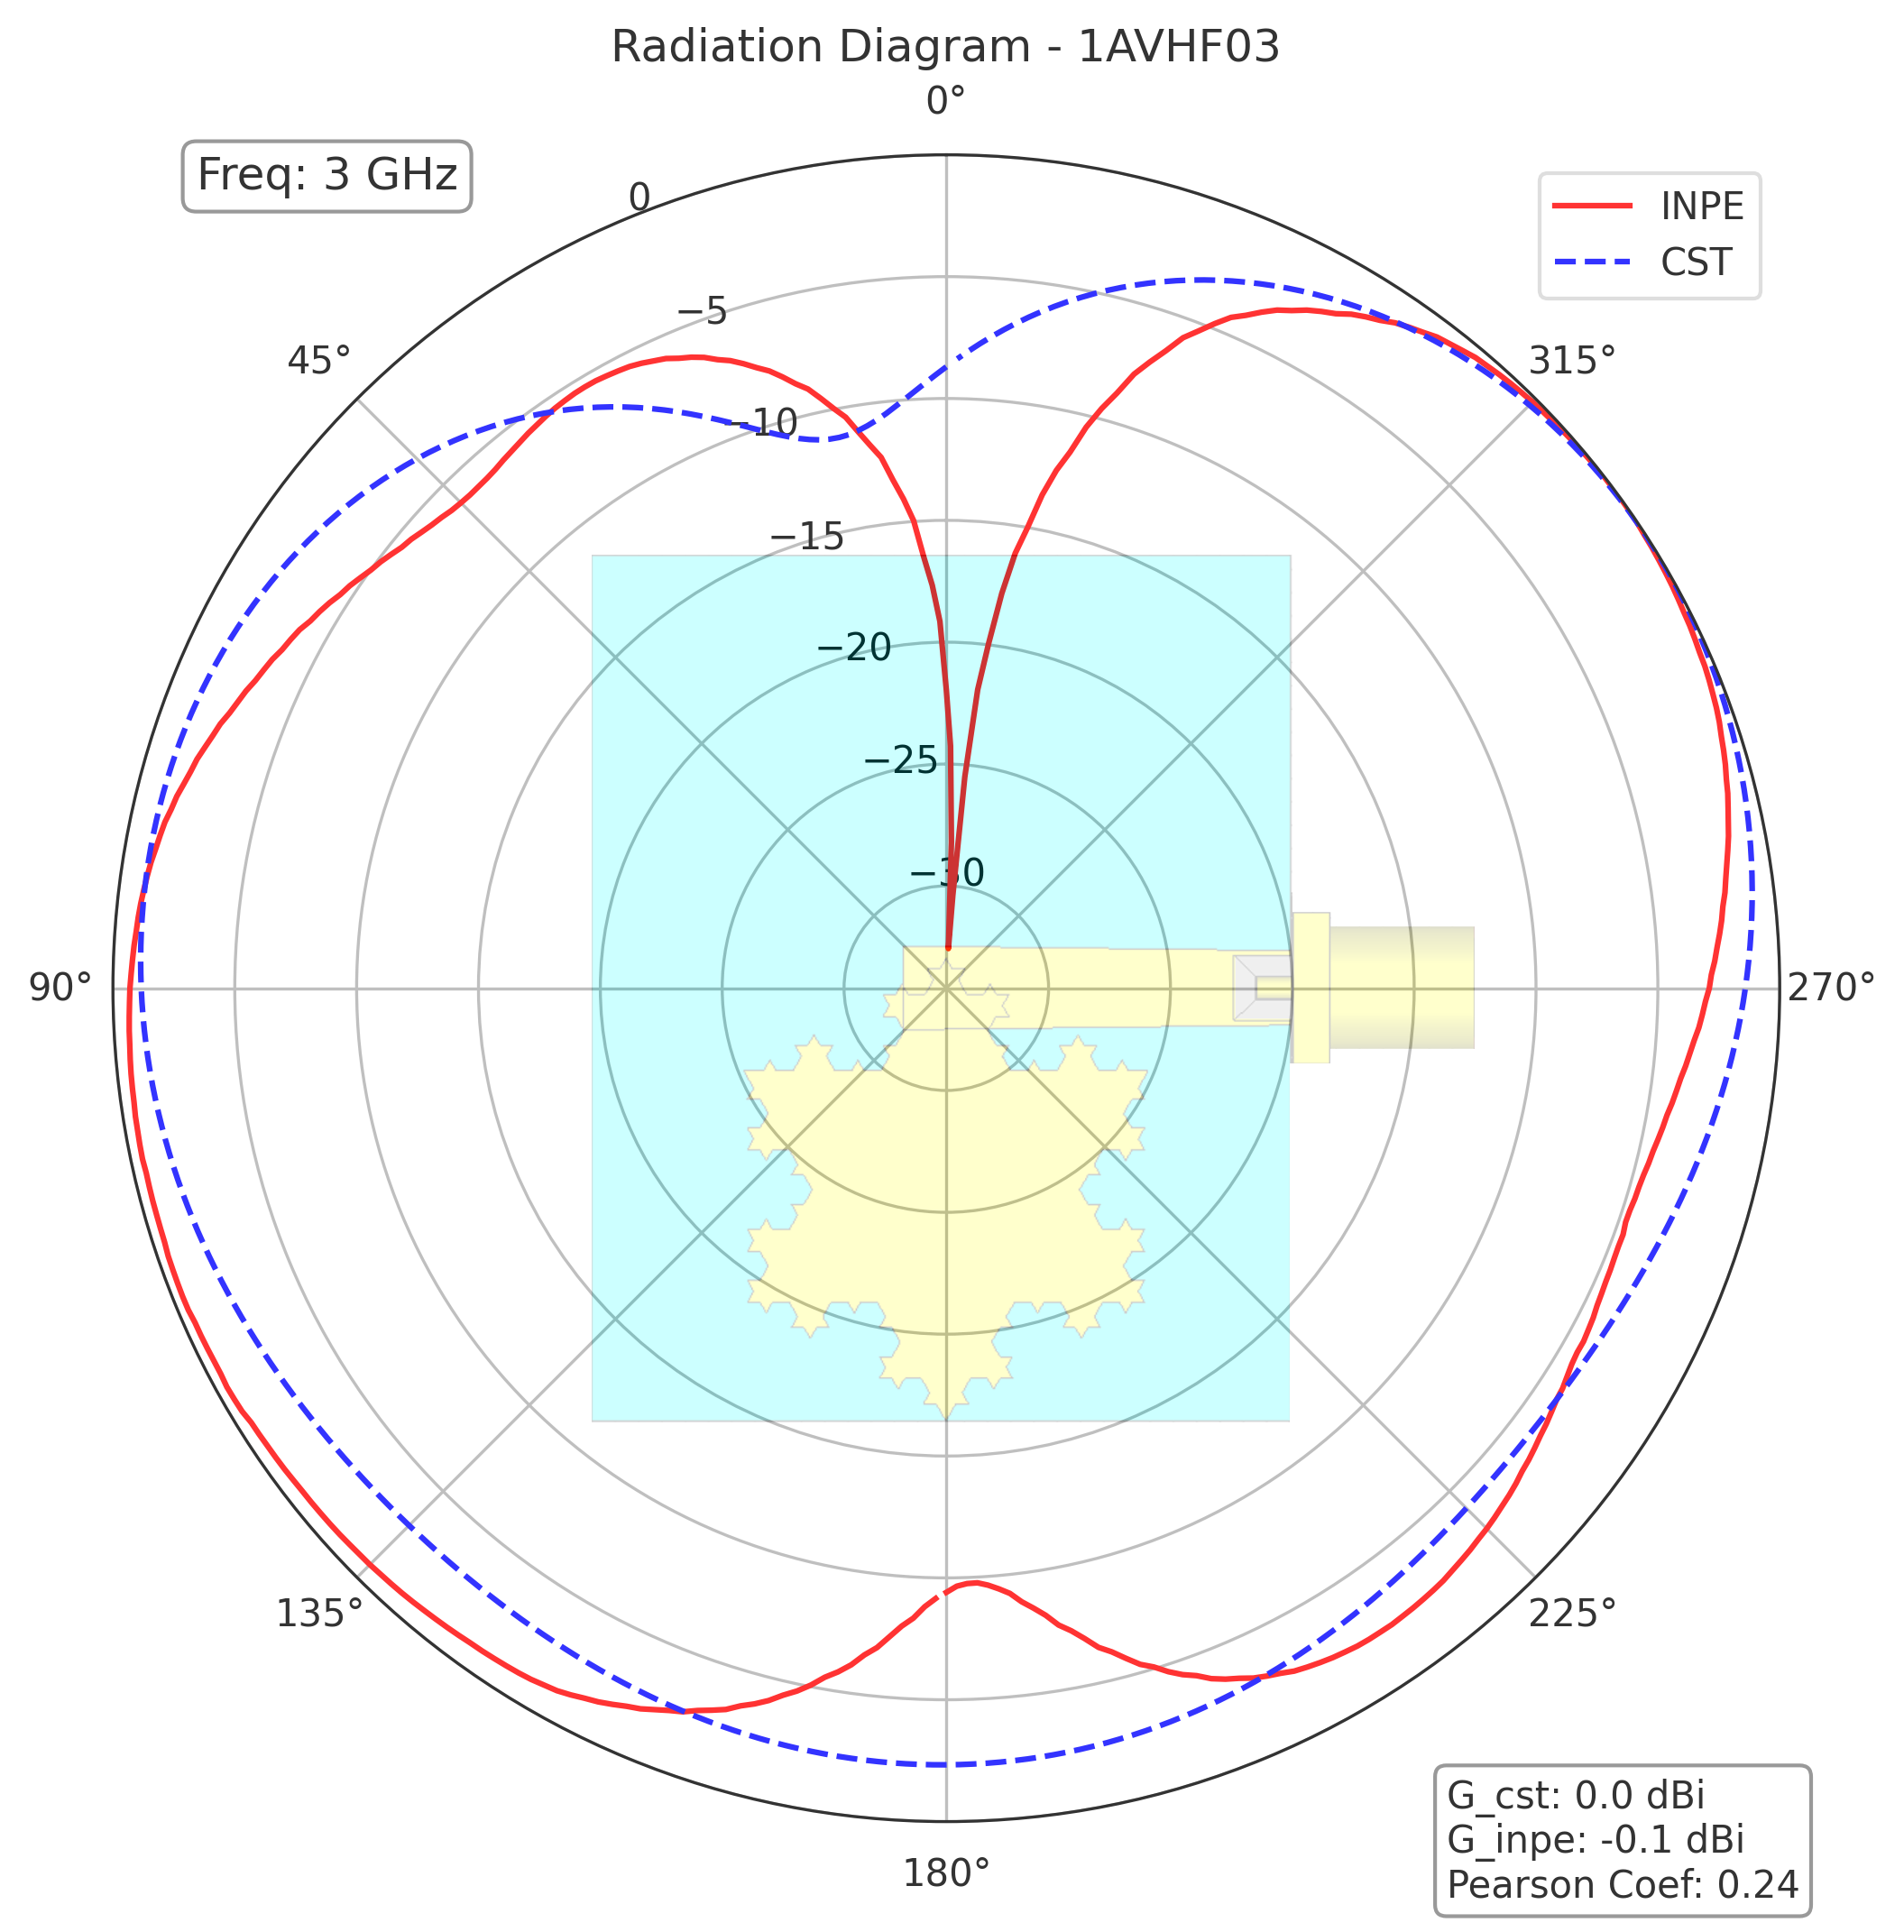 Radiation Diagram - 1AVHF03
0°
Freq: 3 GHz
0
INPE
CST
−5
45°
315°
−10
−15
−20
−25
−30
90°
270°
135°
225°
180°
G_cst: 0.0 dBi
G_inpe: -0.1 dBi
Pearson Coef: 0.24